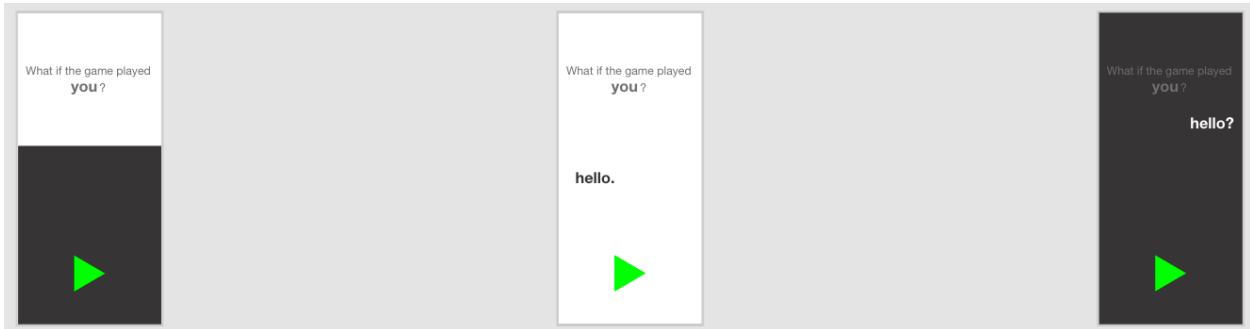 What if the game played
you?
What if the game played
you?
hello.
What if the game played
you?
hello?